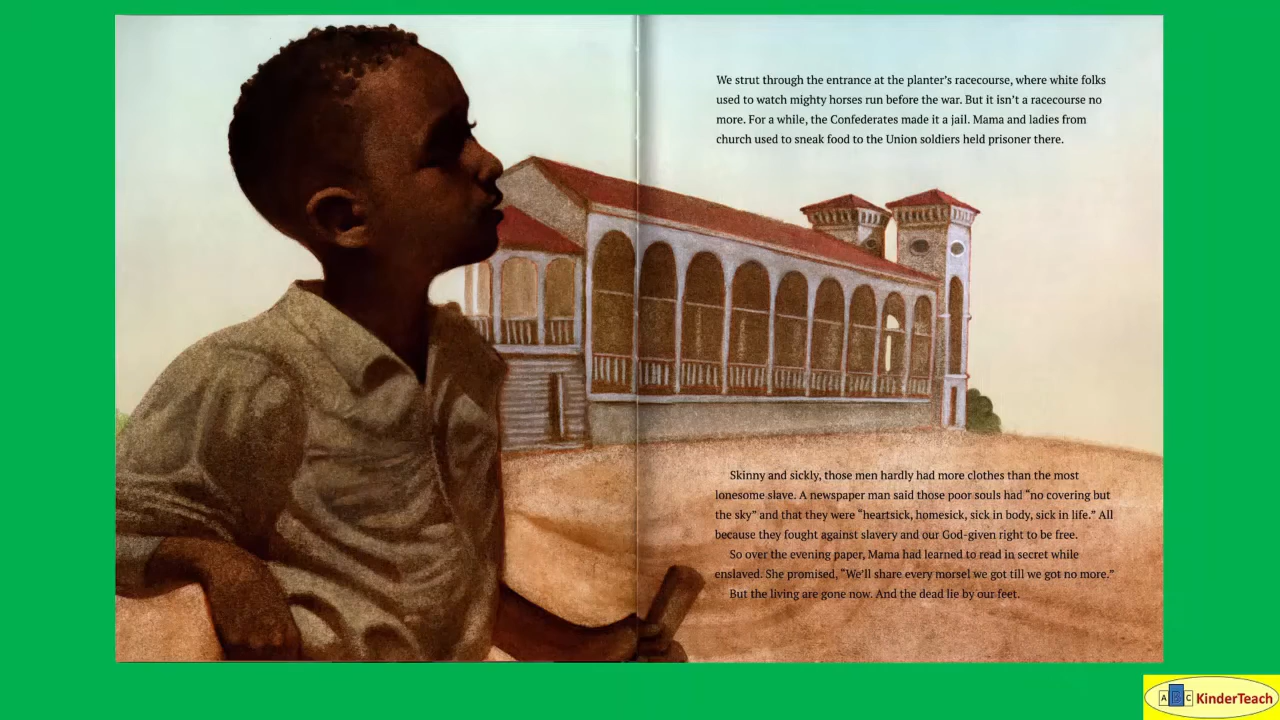 We strut through the entrance at the planter's racecourse, where white folks
used to watch mighty horses run before the war. But it isn't a racecourse no
more. For a while, the Confederates made it a jail. Mama and ladies from
church used to sneak food to the Union soldiers held prisoner there.
Skinny and sickly, those men hardly had more clothes than the most
lonesome slave. A newspaper man said those poor souls had “no covering but
the sky” and that they were “heartsick, homesick, sick in body, sick in life.” All
because they fought against slavery and our God-given right to be free.
So over the evening paper, Mama had learned to read in secret while
enslaved. She promised, “We'll share every morsel we got till we got no more.”
But the living are gone now. And the dead lie by our feet.
A B C KinderTeach